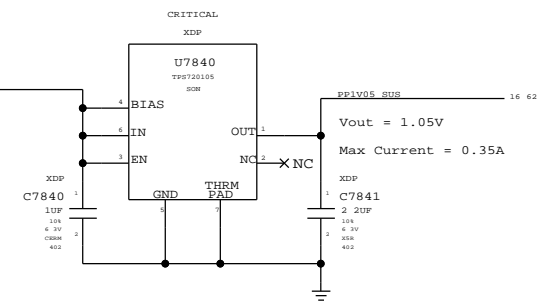 CRITICAL
XDP
U7840
TPS720105
SON
4 BIAS
6 IN
3 EN
OUT 1
NC 2
NC
GND
5
THRM
PAD
7
PP1V05 SUS
16 62
Vout = 1.05V
Max Current = 0.35A
XDP
C7840
1
1UF
10%
6 3V
CERM
402
2
XDP
1
C7841
2 2UF
10%
6 3V
X5R
402
2